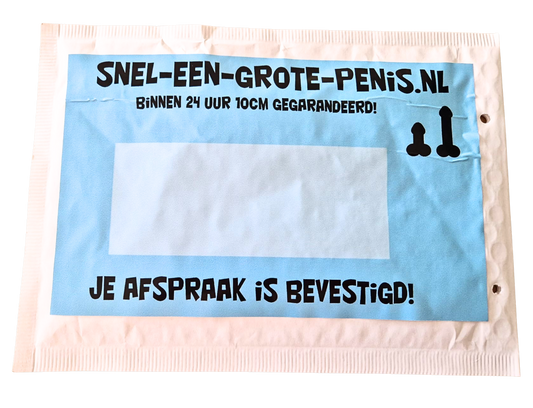 SNEL-EEN-GROTE-PENiS.NL
BiNNEN 24 UUR 10CM GEGARANDEERD!
JE AFSPRAAK iS BEVESTiGD!